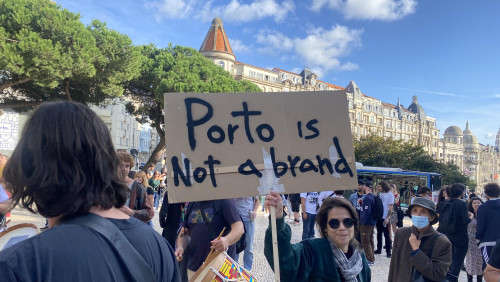 Porto is
Not a brand